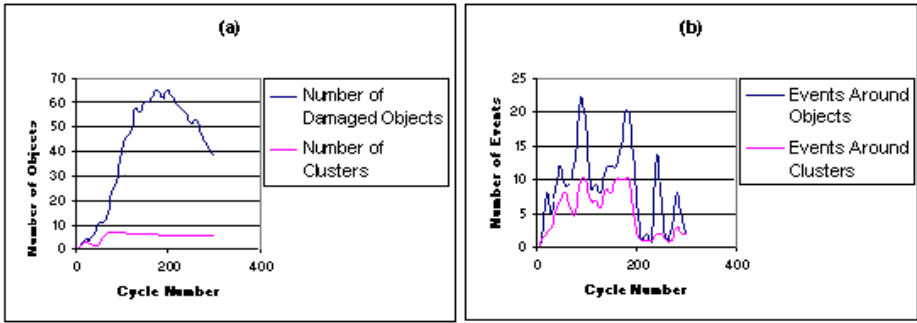 (a)
70
60
50
40
30
20
10
0
0
200
400
Number of Objects
Cycle Number
Number of
Damaged Objects
Number of
Clusters
(b)
25
20
15
10
5
0
0
200
400
Number of Events
Cycle Number
Events Around
Objects
Events Around
Clusters